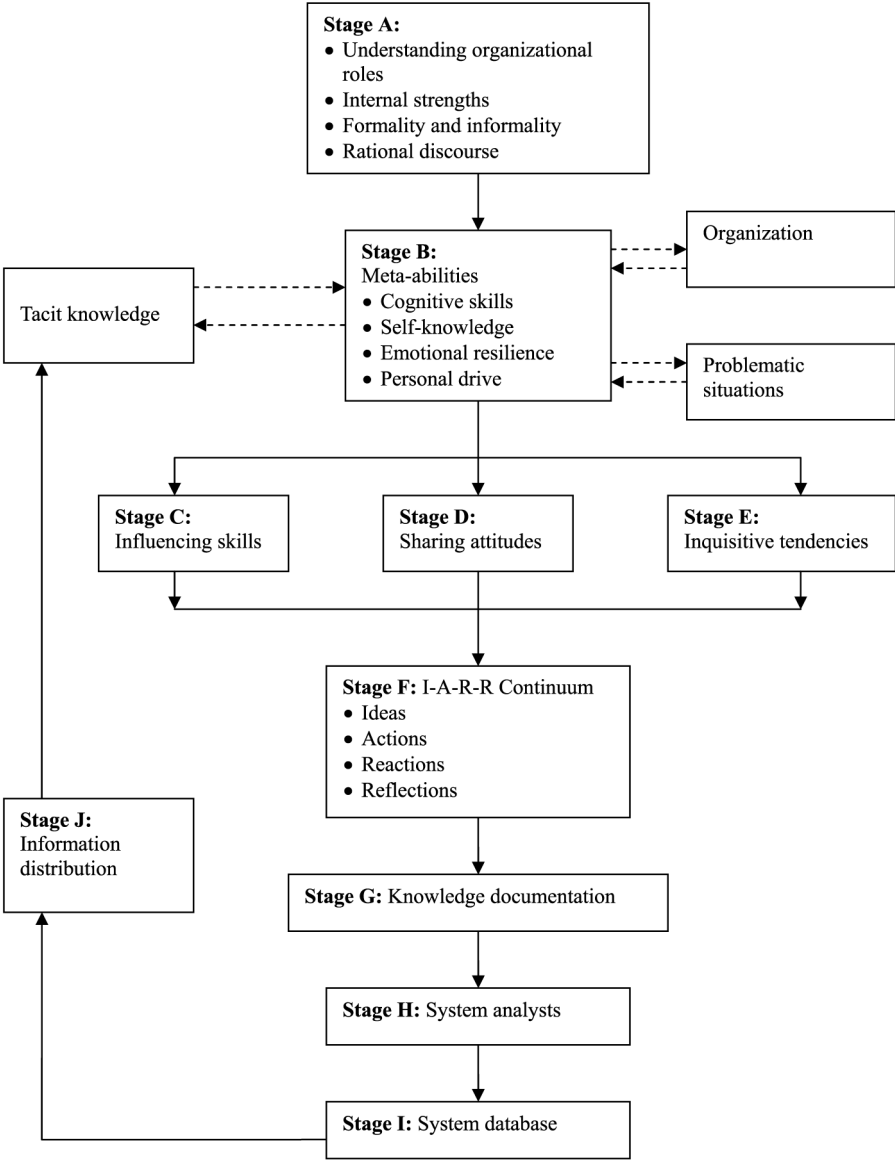 Stage A:
• Understanding organizational
roles
• Internal strengths
• Formality and informality
• Rational discourse
Organization
Stage B:
Meta-abilities
• Cognitive skills
• Self-knowledge
• Emotional resilience
• Personal drive
Tacit knowledge
Problematic
situations
Stage C:
Influencing skills
Stage D:
Sharing attitudes
Stage E:
Inquisitive tendencies
Stage F: I-A-R-R Continuum
• Ideas
• Actions
• Reactions
• Reflections
Stage J:
Information
distribution
Stage G: Knowledge documentation
Stage H: System analysts
Stage I: System database